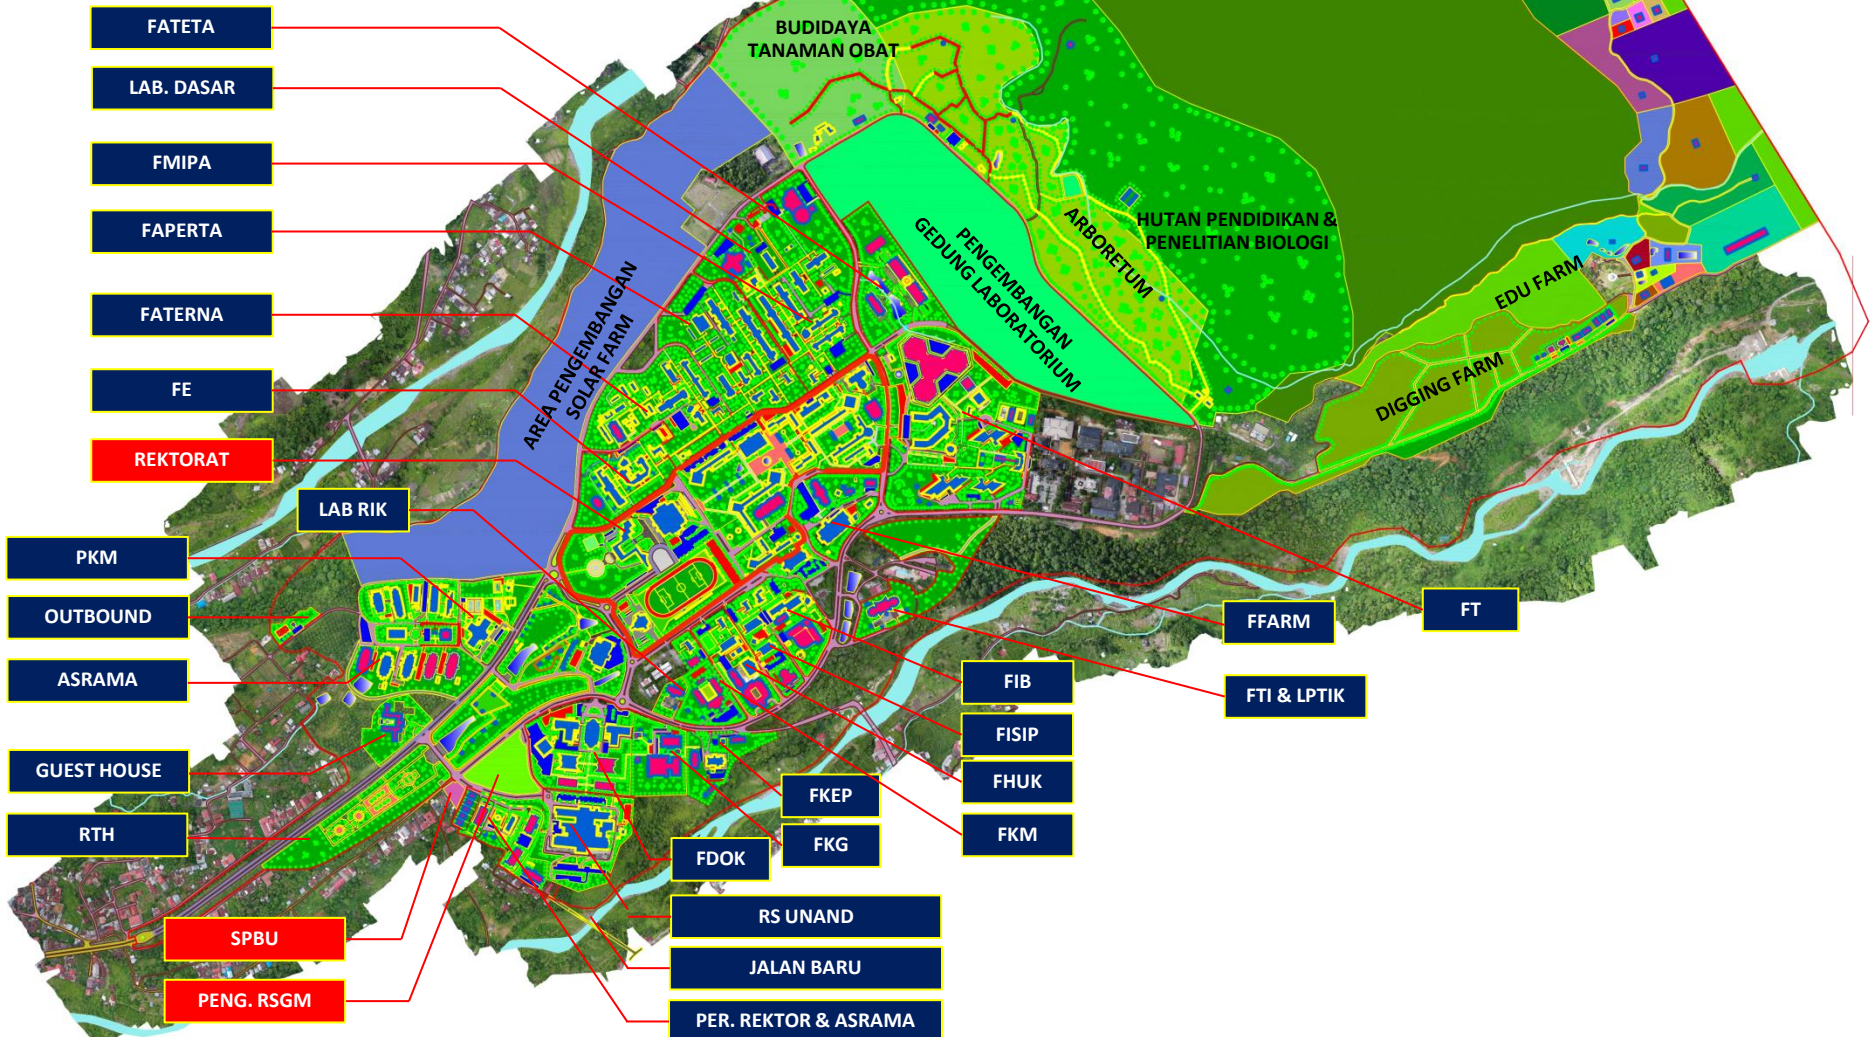 FATETA
LAB. DASAR
FMIPA
FAPERTA
FATERNA
FE
REKTORAT
LAB RIK
PKM
OUTBOUND
ASRAMA
GUEST HOUSE
RTH
SPBU
PENG. RSGM
BUDIDAYA
TANAMAN OBAT
AREA PENGEMBANGAN
SOLAR FARM
PENGEMBANGAN
GEDUNG LABORATORIUM
ARBORETUM
HUTAN PENDIDIKAN &
PENELITIAN BIOLOGI
EDU FARM
DIGGING FARM
FT
FFARM
FTI & LPTIK
FIB
FISIP
FHUK
FKM
FKEP
FKG
FDOK
RS UNAND
JALAN BARU
PER. REKTOR & ASRAMA